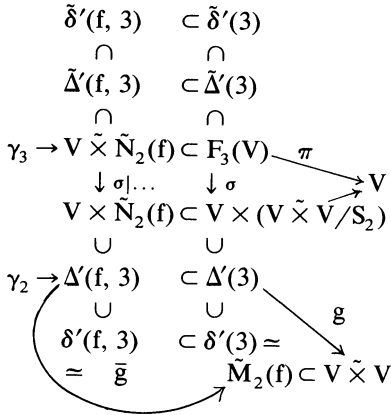 δ̃′(f, 3) ⊂ δ̃′(3)
∩ ∩
Δ̃′(f, 3) ⊂ Δ̃′(3)
∩ ∩
γ₃ → V ×̃ Ñ₂(f) ⊂ F₃(V) π
↓ σ|… ↓ σ V
V × Ñ₂(f) ⊂ V × (V ×̃ V/S₂)
∪ ∪
γ₂ → Δ′(f, 3) ⊂ Δ′(3)
∪ ∪ g
δ′(f, 3) ⊂ δ′(3) ≃
≃ ḡ M̃₂(f) ⊂ V ×̃ V